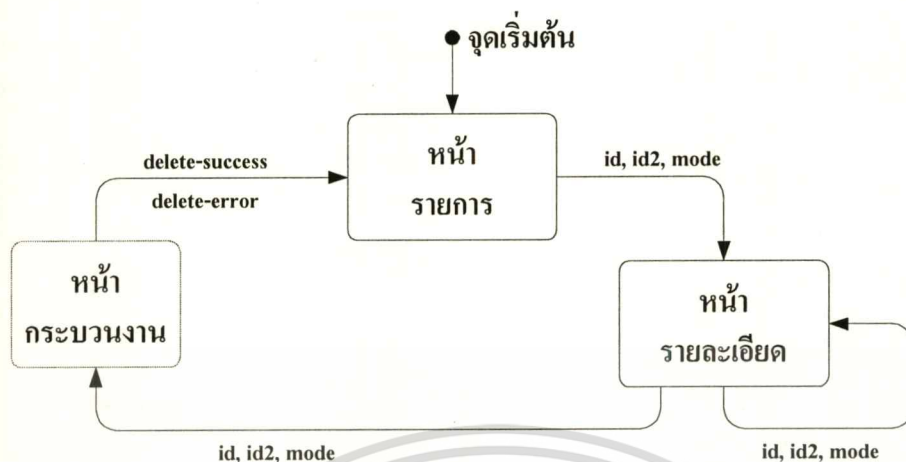 จุดเริ่มต้น
หน้า
รายการ
delete-success
delete-error
id, id2, mode
หน้า
กระบวนงาน
หน้า
รายละเอียด
id, id2, mode
id, id2, mode